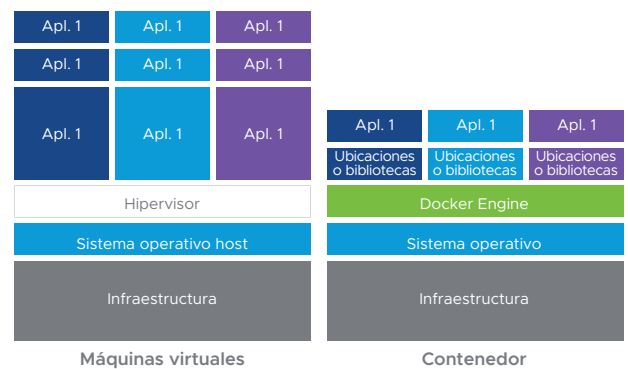 Apl. 1 Apl. 1 Apl. 1
Apl. 1 Apl. 1 Apl. 1
Apl. 1 Apl. 1 Apl. 1
Hipervisor
Sistema operativo host
Infraestructura
Máquinas virtuales
Apl. 1 Apl. 1 Apl. 1
Ubicaciones Ubicaciones Ubicaciones
o bibliotecas o bibliotecas o bibliotecas
Docker Engine
Sistema operativo
Infraestructura
Contenedor